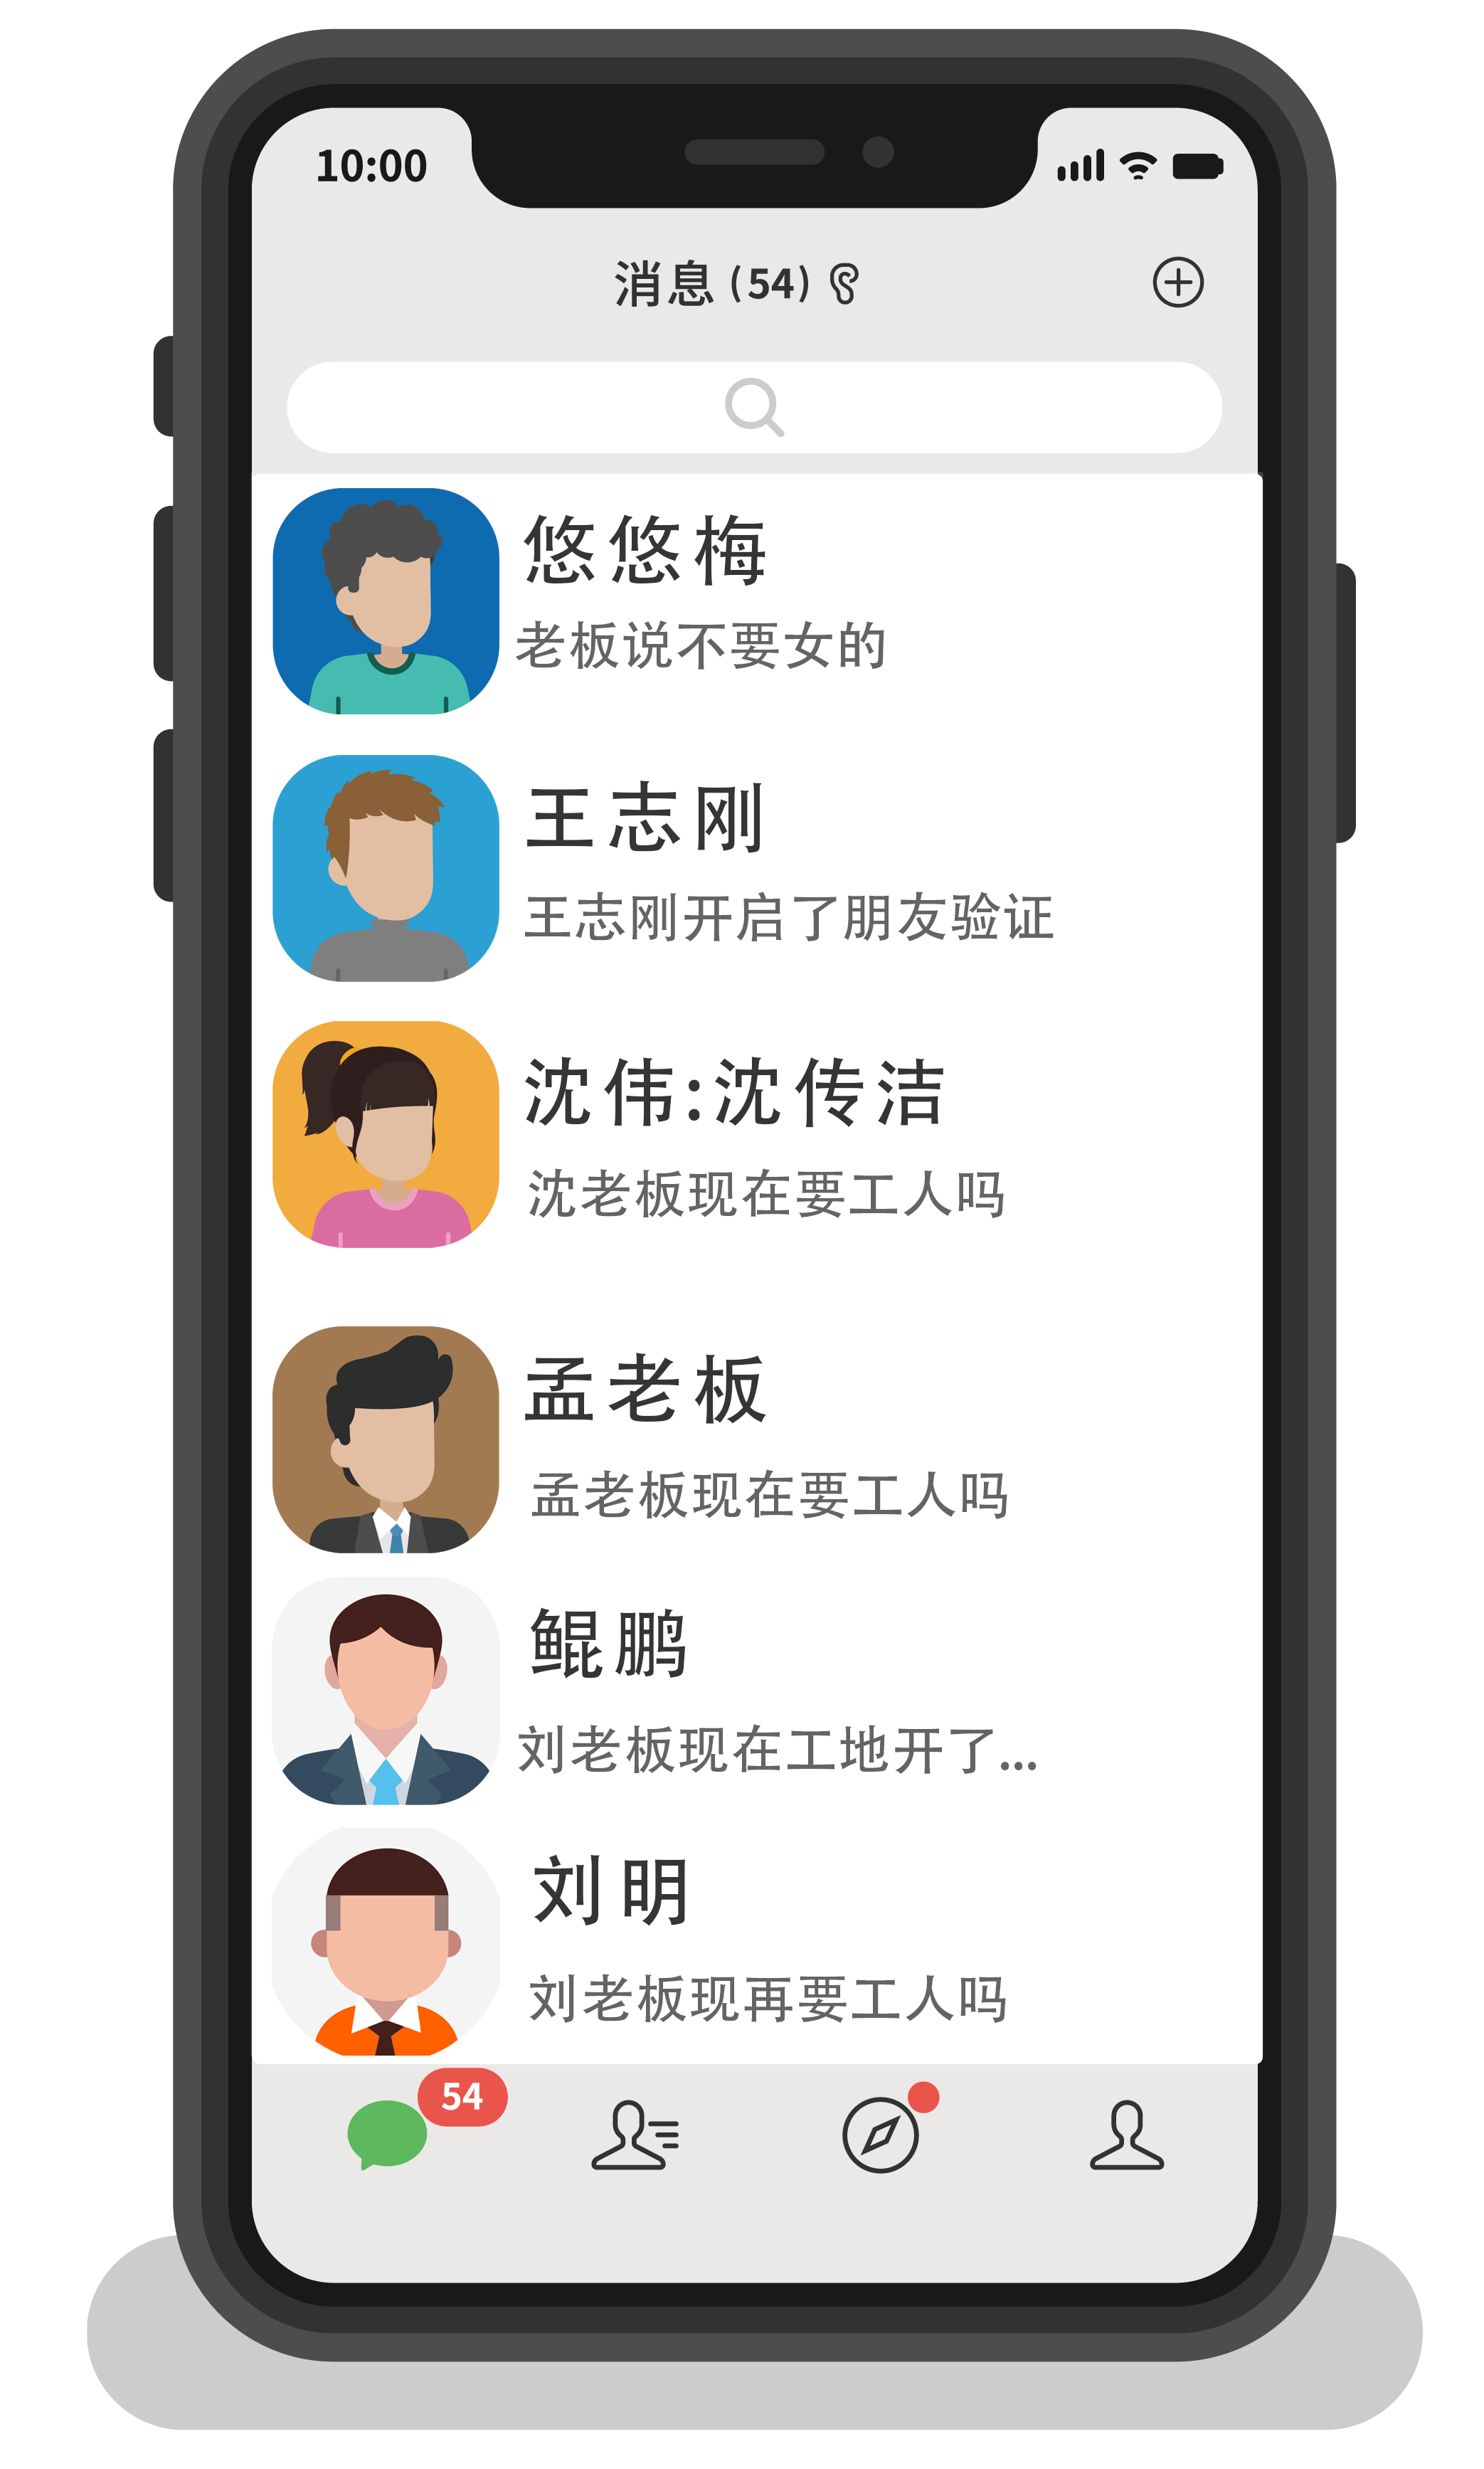 10:00
消息（54）
悠悠梅
老板说不要女的
王志刚
王志刚开启了朋友验证
沈伟:沈传洁
沈老板现在要工人吗
孟老板
孟老板现在要工人吗
鲲鹏
刘老板现在工地开了...
刘明
刘老板现再要工人吗
54